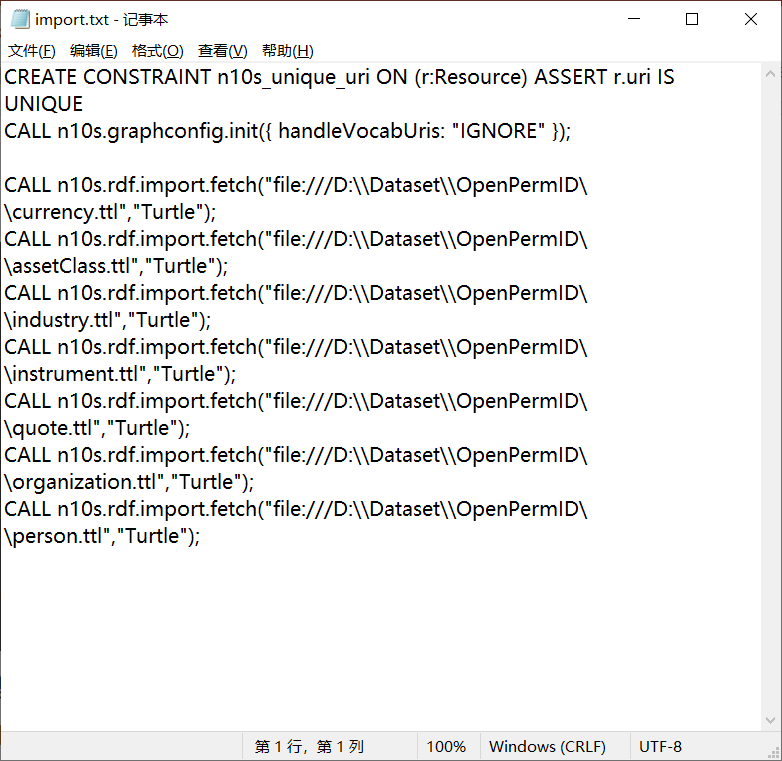 import.txt - 记事本
文件(F) 编辑(E) 格式(O) 查看(V) 帮助(H)
CREATE CONSTRAINT n10s_unique_uri ON (r:Resource) ASSERT r.uri IS
UNIQUE
CALL n10s.graphconfig.init({ handleVocabUris: "IGNORE" });
CALL n10s.rdf.import.fetch("file:///D:\\Dataset\\OpenPermID\
\currency.ttl","Turtle");
CALL n10s.rdf.import.fetch("file:///D:\\Dataset\\OpenPermID\
\assetClass.ttl","Turtle");
CALL n10s.rdf.import.fetch("file:///D:\\Dataset\\OpenPermID\
\industry.ttl","Turtle");
CALL n10s.rdf.import.fetch("file:///D:\\Dataset\\OpenPermID\
\instrument.ttl","Turtle");
CALL n10s.rdf.import.fetch("file:///D:\\Dataset\\OpenPermID\
\quote.ttl","Turtle");
CALL n10s.rdf.import.fetch("file:///D:\\Dataset\\OpenPermID\
\organization.ttl","Turtle");
CALL n10s.rdf.import.fetch("file:///D:\\Dataset\\OpenPermID\
\person.ttl","Turtle");
第 1 行，第 1 列 100% Windows (CRLF) UTF-8